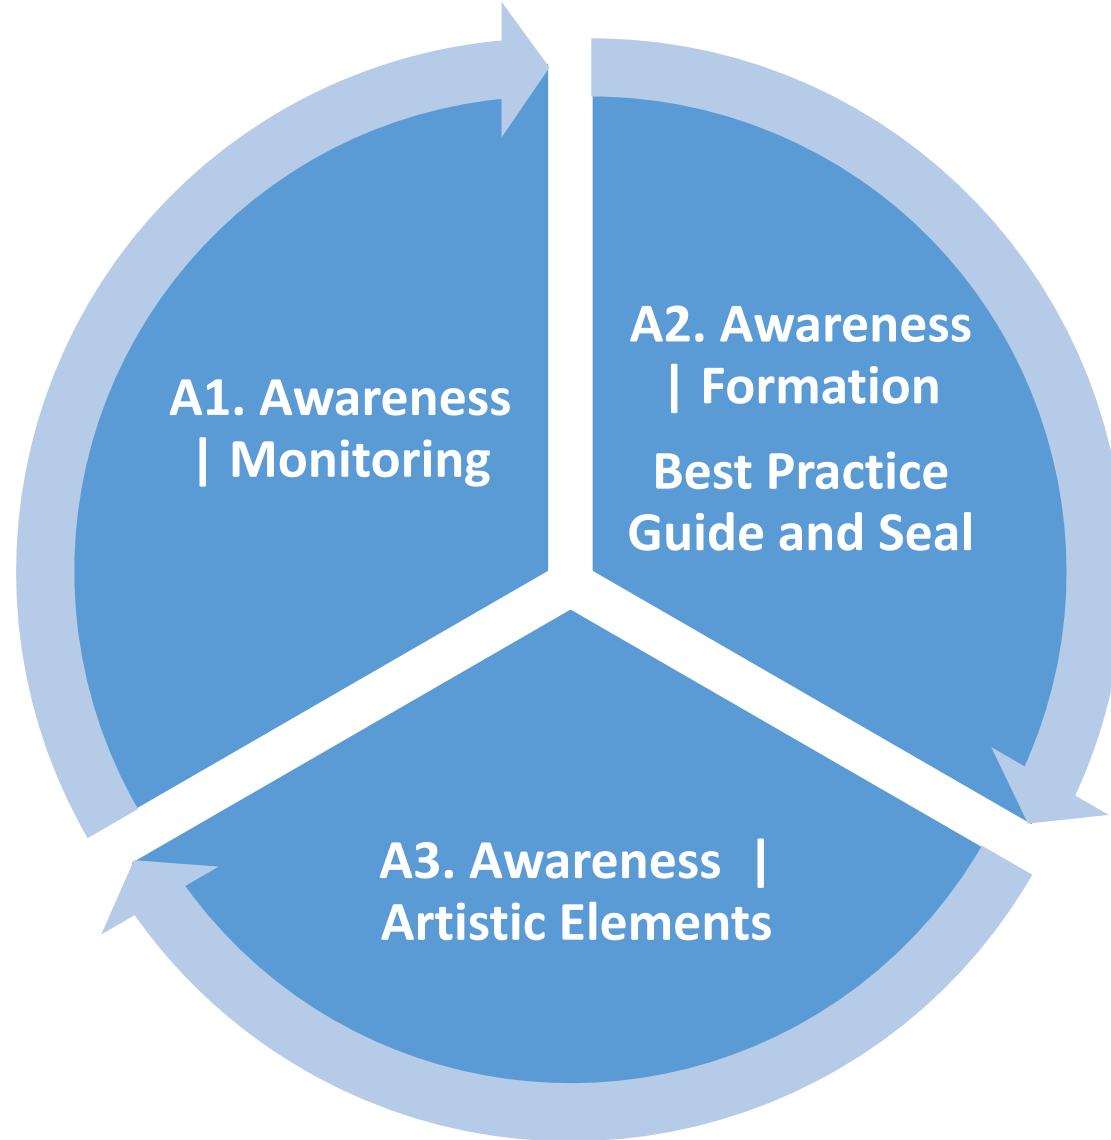 A1. Awareness
| Monitoring
A2. Awareness
| Formation
Best Practice
Guide and Seal
A3. Awareness |
Artistic Elements